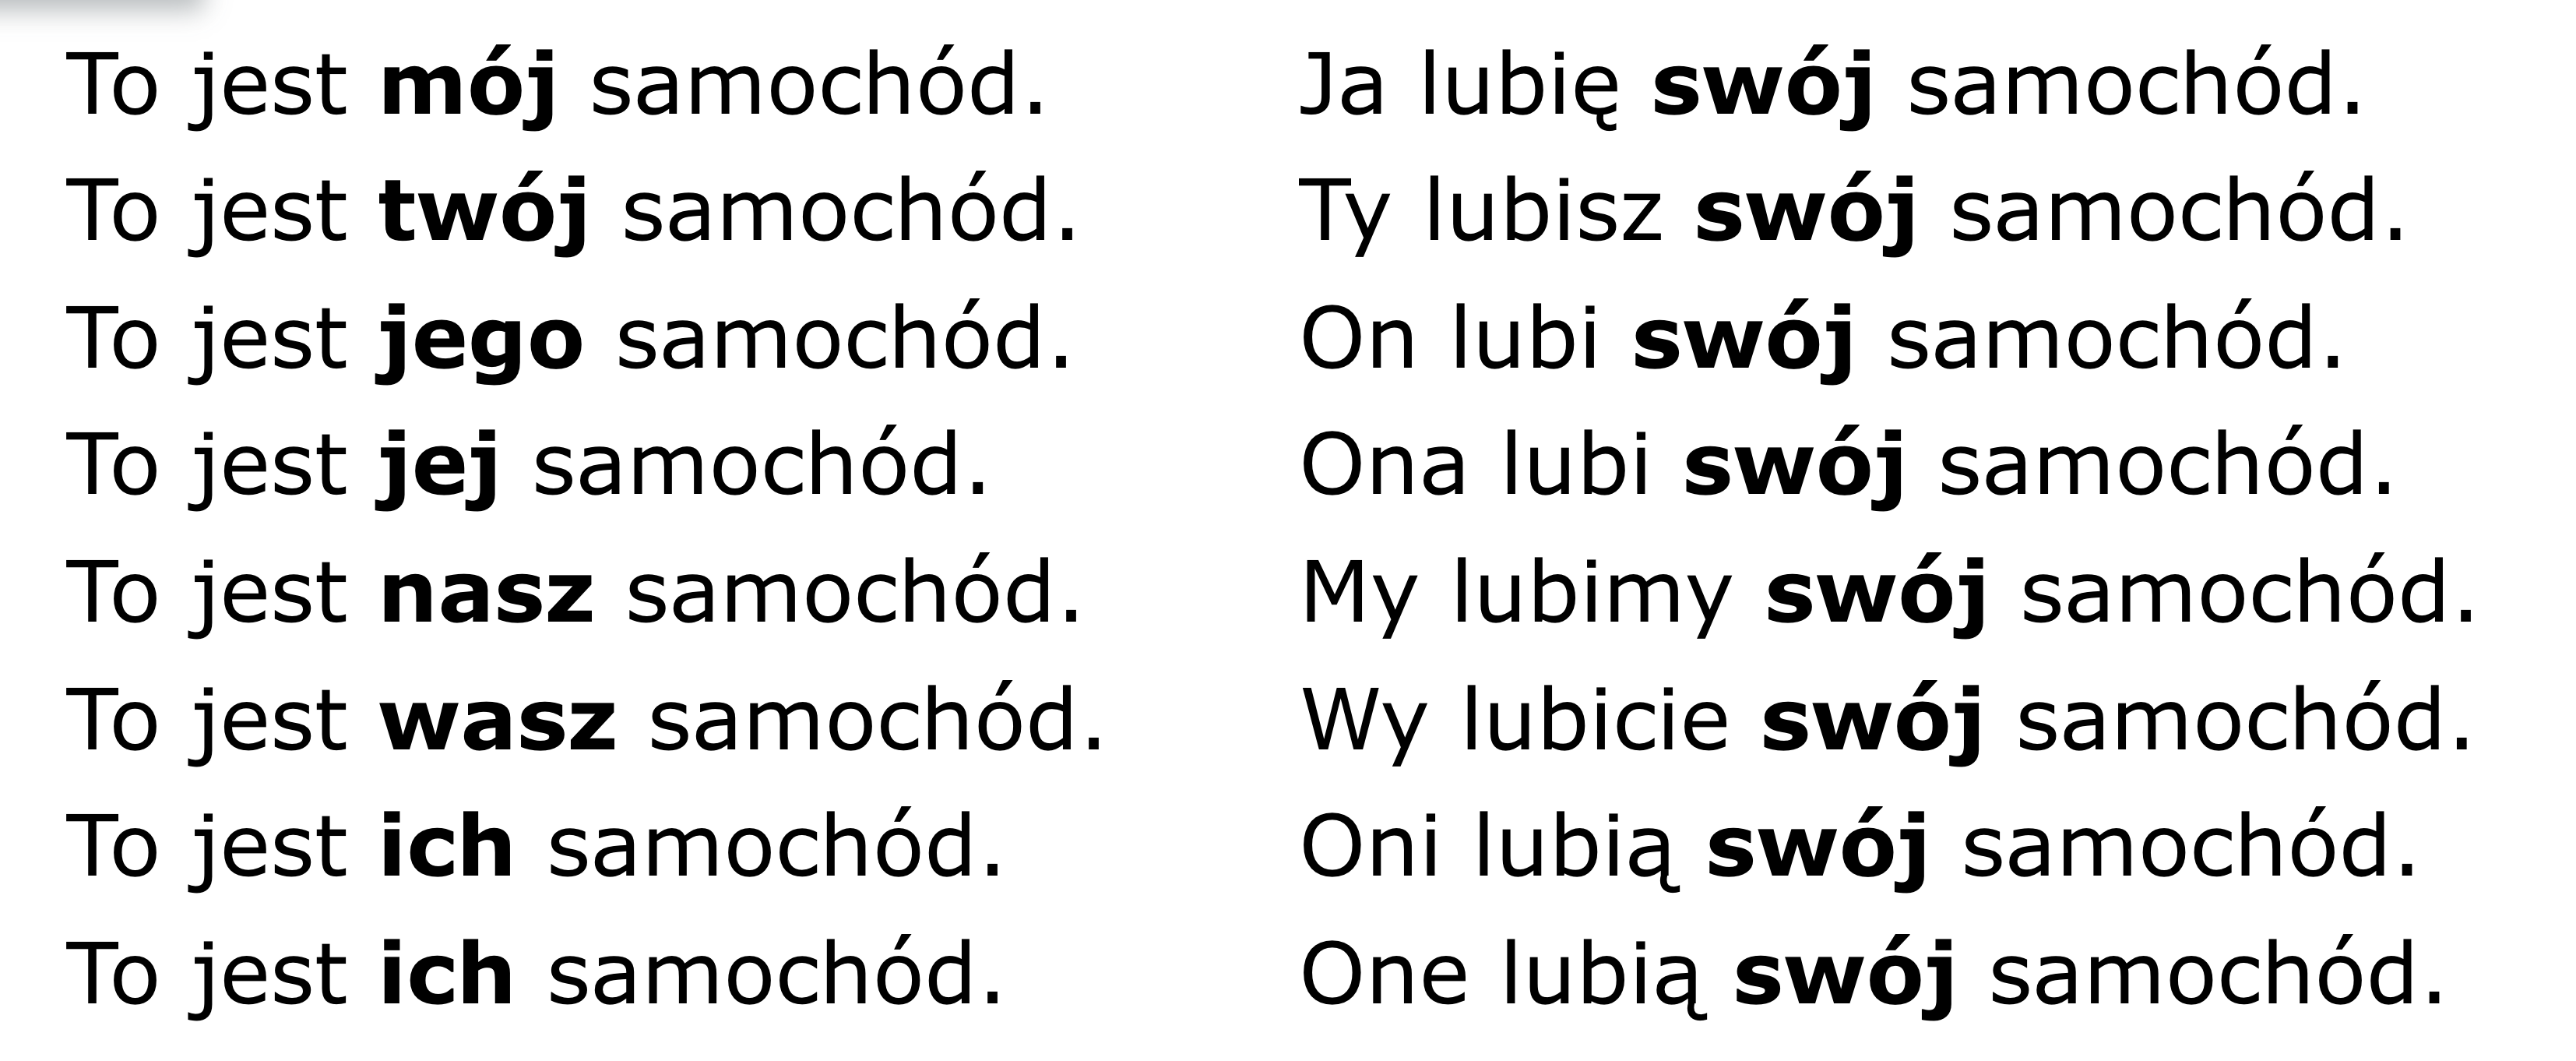 To jest mój samochód.
To jest twój samochód.
To jest jego samochód.
To jest jej samochód.
To jest nasz samochód.
To jest wasz samochód.
To jest ich samochód.
To jest ich samochód.
Ja lubię swój samochód.
Ty lubisz swój samochód.
On lubi swój samochód.
Ona lubi swój samochód.
My lubimy swój samochód.
Wy lubicie swój samochód.
Oni lubią swój samochód.
One lubią swój samochód.